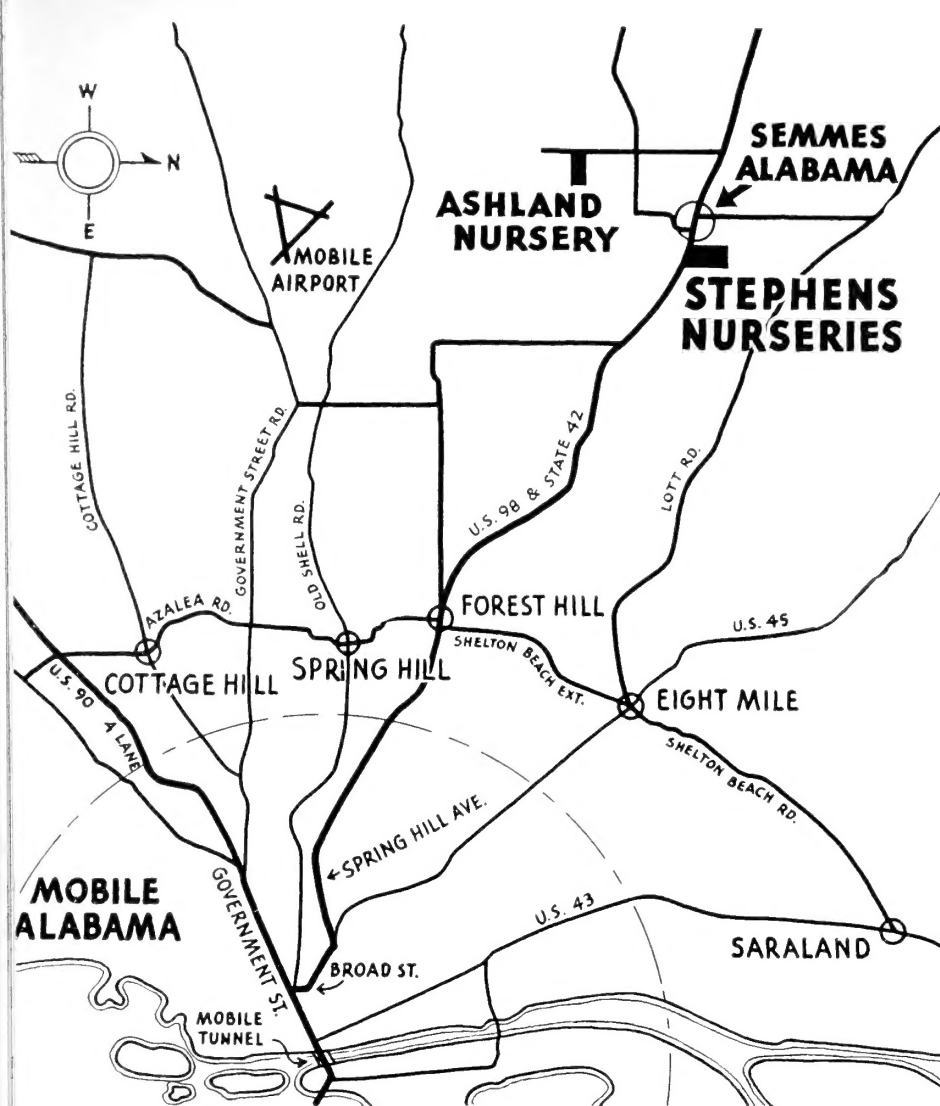 W
N
E
SEMMES
ALABAMA
ASHLAND
NURSERY
MOBILE
AIRPORT
STEPHENS
NURSERIES
COTTAGE HILL RD.
GOVERNMENT STREET RD.
OLD SHELL RD.
U.S. 98 & STATE 42
LOTT RD.
AZALEA RD.
FOREST HILL
U.S. 45
SHELTON BEACH EXT.
SPRING HILL
COTTAGE HILL
U.S. 90 4 LANE
EIGHT MILE
SHELTON BEACH RD.
SPRING HILL AVE.
MOBILE
ALABAMA
GOVERNMENT ST.
U.S. 43
SARALAND
BROAD ST.
MOBILE
TUNNEL